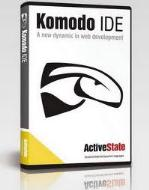 Komodo IDE
A new dynamic in web development
ActiveState